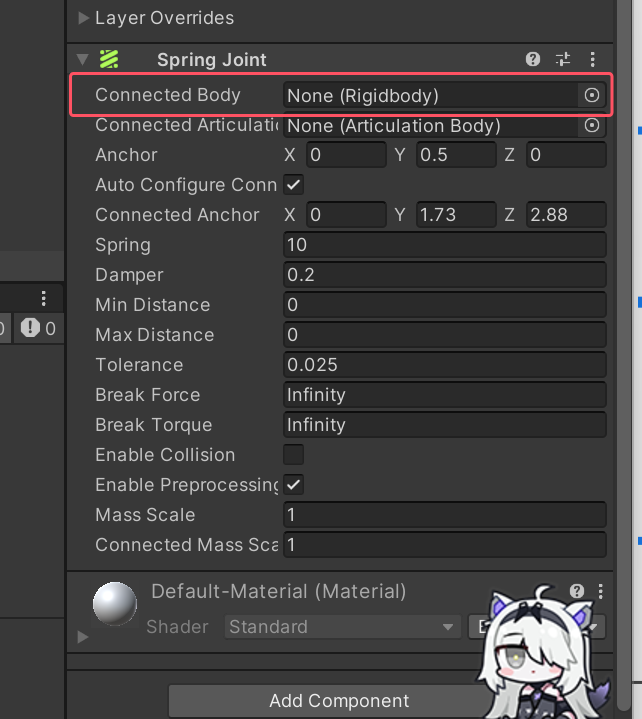 Layer Overrides
Spring Joint
Connected Body None (Rigidbody)
Connected Articulatio None (Articulation Body)
Anchor X 0 Y 0.5 Z 0
Auto Configure Conn
Connected Anchor X 0 Y 1.73 Z 2.88
Spring 10
Damper 0.2
Min Distance 0
0 0
Max Distance 0
Tolerance 0.025
Break Force Infinity
Break Torque Infinity
Enable Collision
Enable Preprocessing
Mass Scale 1
Connected Mass Sca 1
Default-Material (Material)
Shader Standard
Add Component